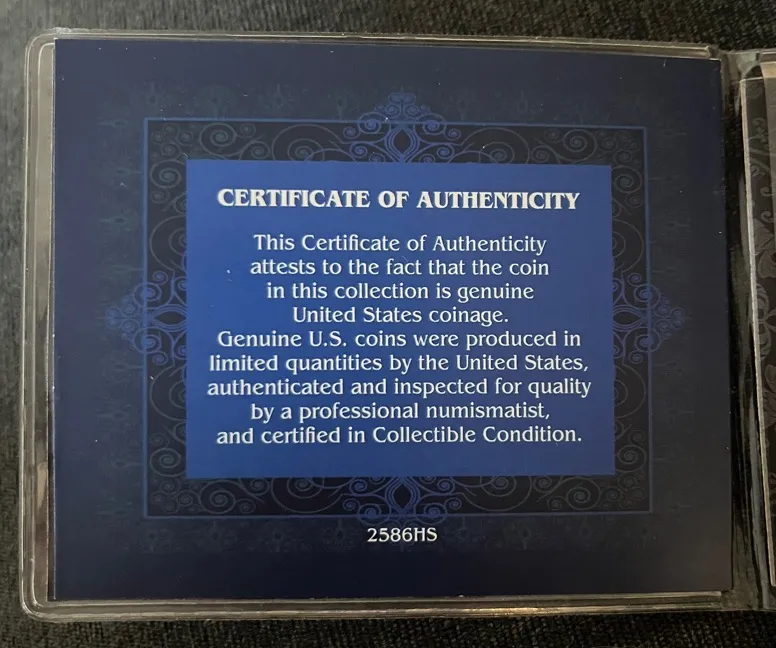 CERTIFICATE OF AUTHENTICITY
This Certificate of Authenticity
attests to the fact that the coin
in this collection is genuine
United States coinage.
Genuine U.S. coins were produced in
limited quantities by the United States,
authenticated and inspected for quality
by a professional numismatist,
and certified in Collectible Condition.
2586HS